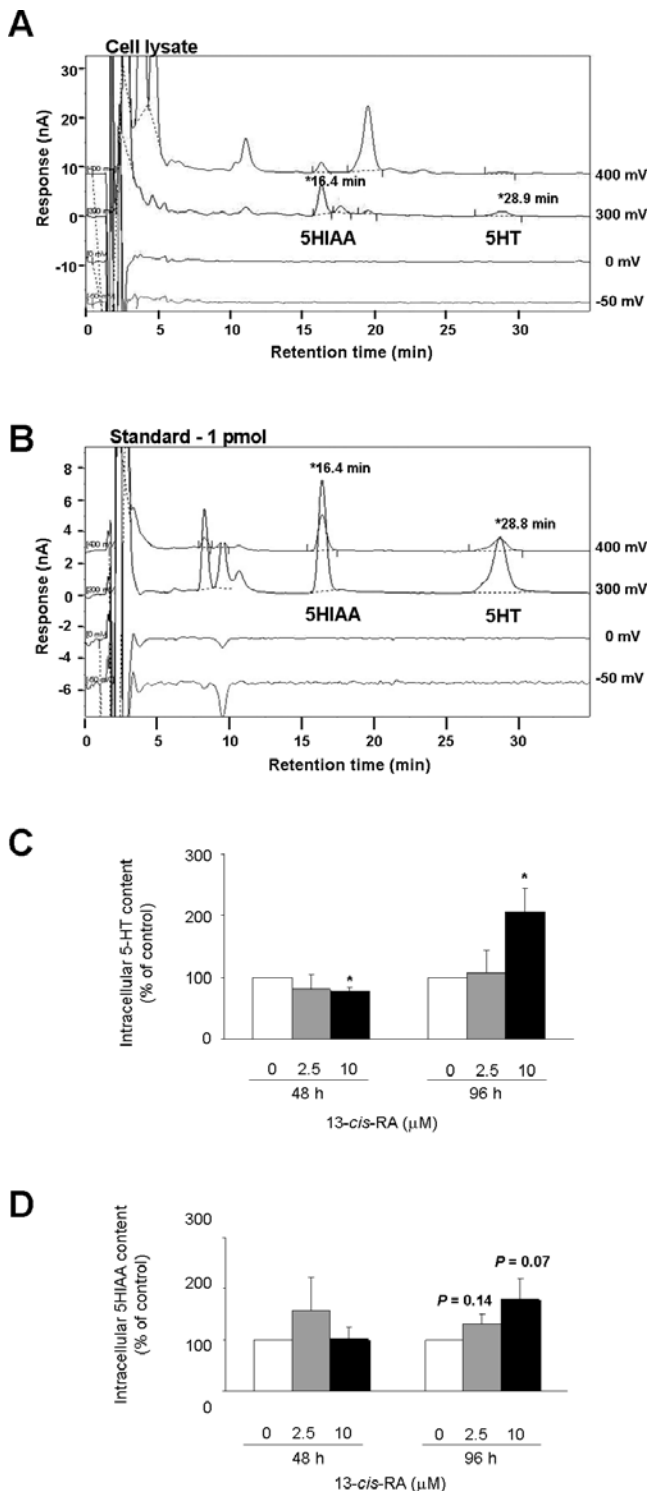 A
Cell lysate
Response (nA)
30
20
10
0
-10
*16.4 min
*28.9 min
5HIAA
5HT
400 mV
300 mV
0 mV
-50 mV
0 5 10 15 20 25 30
Retention time (min)
B
Standard - 1 pmol
Response (nA)
8
6
4
2
0
-2
-4
-6
*16.4 min
*28.8 min
5HIAA
5HT
400 mV
300 mV
0 mV
-50 mV
0 5 10 15 20 25 30
Retention time (min)
C
Intracellular 5-HT content
(% of control)
300
200
100
0
*
*
0 2.5 10 0 2.5 10
48 h 96 h
13-cis-RA (μM)
D
Intracellular 5HIAA content
(% of control)
300
200
100
0
P = 0.14
P = 0.07
0 2.5 10 0 2.5 10
48 h 96 h
13-cis-RA (μM)